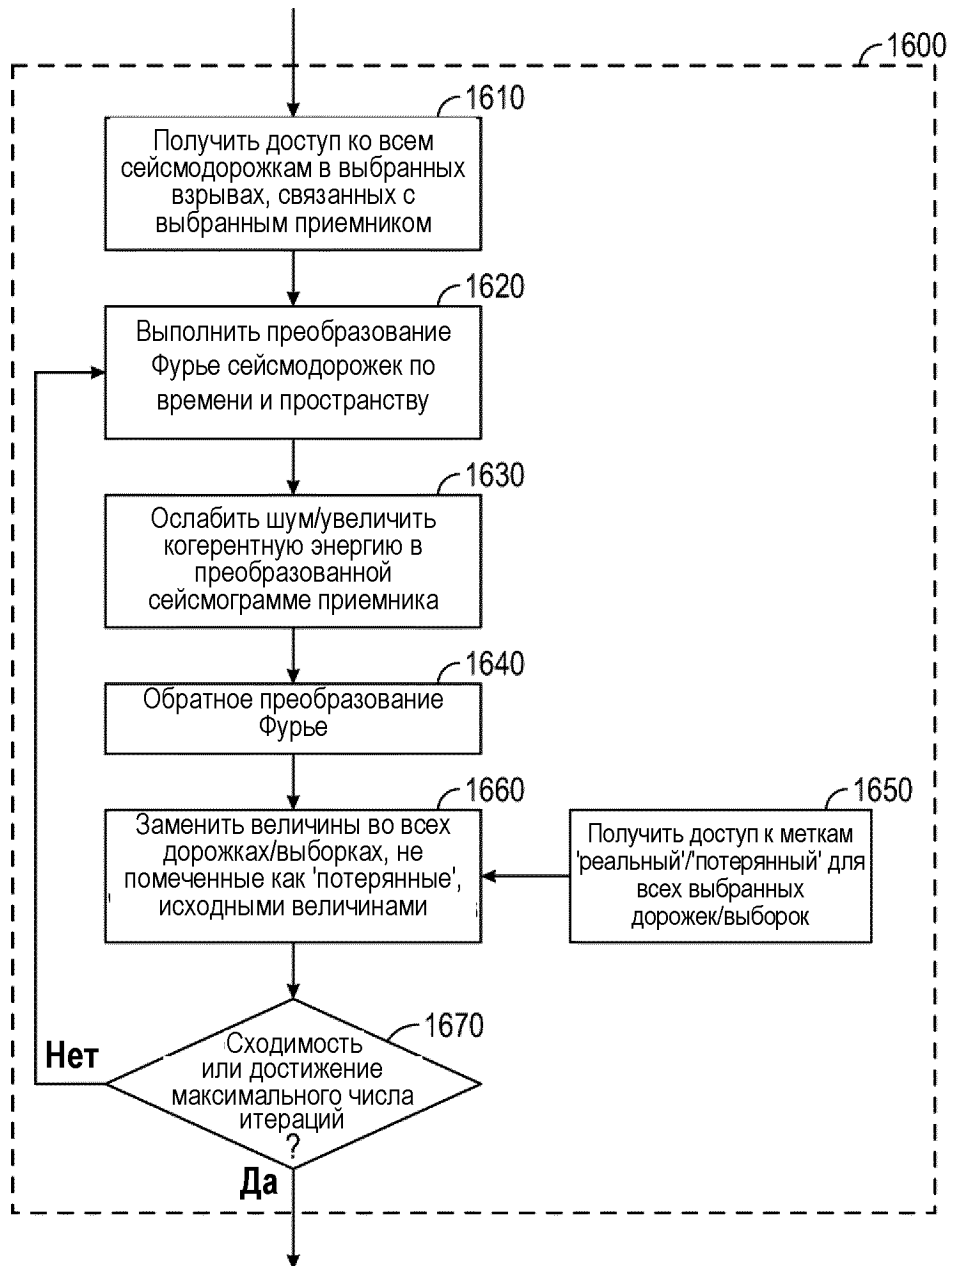 1600
1610
Получить доступ ко всем
сейсмодорожкам в выбранных
взрывах, связанных с
выбранным приемником
1620
Выполнить преобразование
Фурье сейсмодорожек по
времени и пространству
1630
Ослабить шум/увеличить
когерентную энергию в
преобразованной
сейсмограмме приемника
1640
Обратное преобразование
Фурье
1660
Заменить величины во всех
дорожках/выборках, не
помеченные как 'потерянные',
исходными величинами
1650
Получить доступ к меткам
'реальный'/'потерянный' для
всех выбранных
дорожек/выборок
1670
Сходимость
или достижение
максимального числа
итераций
?
Нет
Да